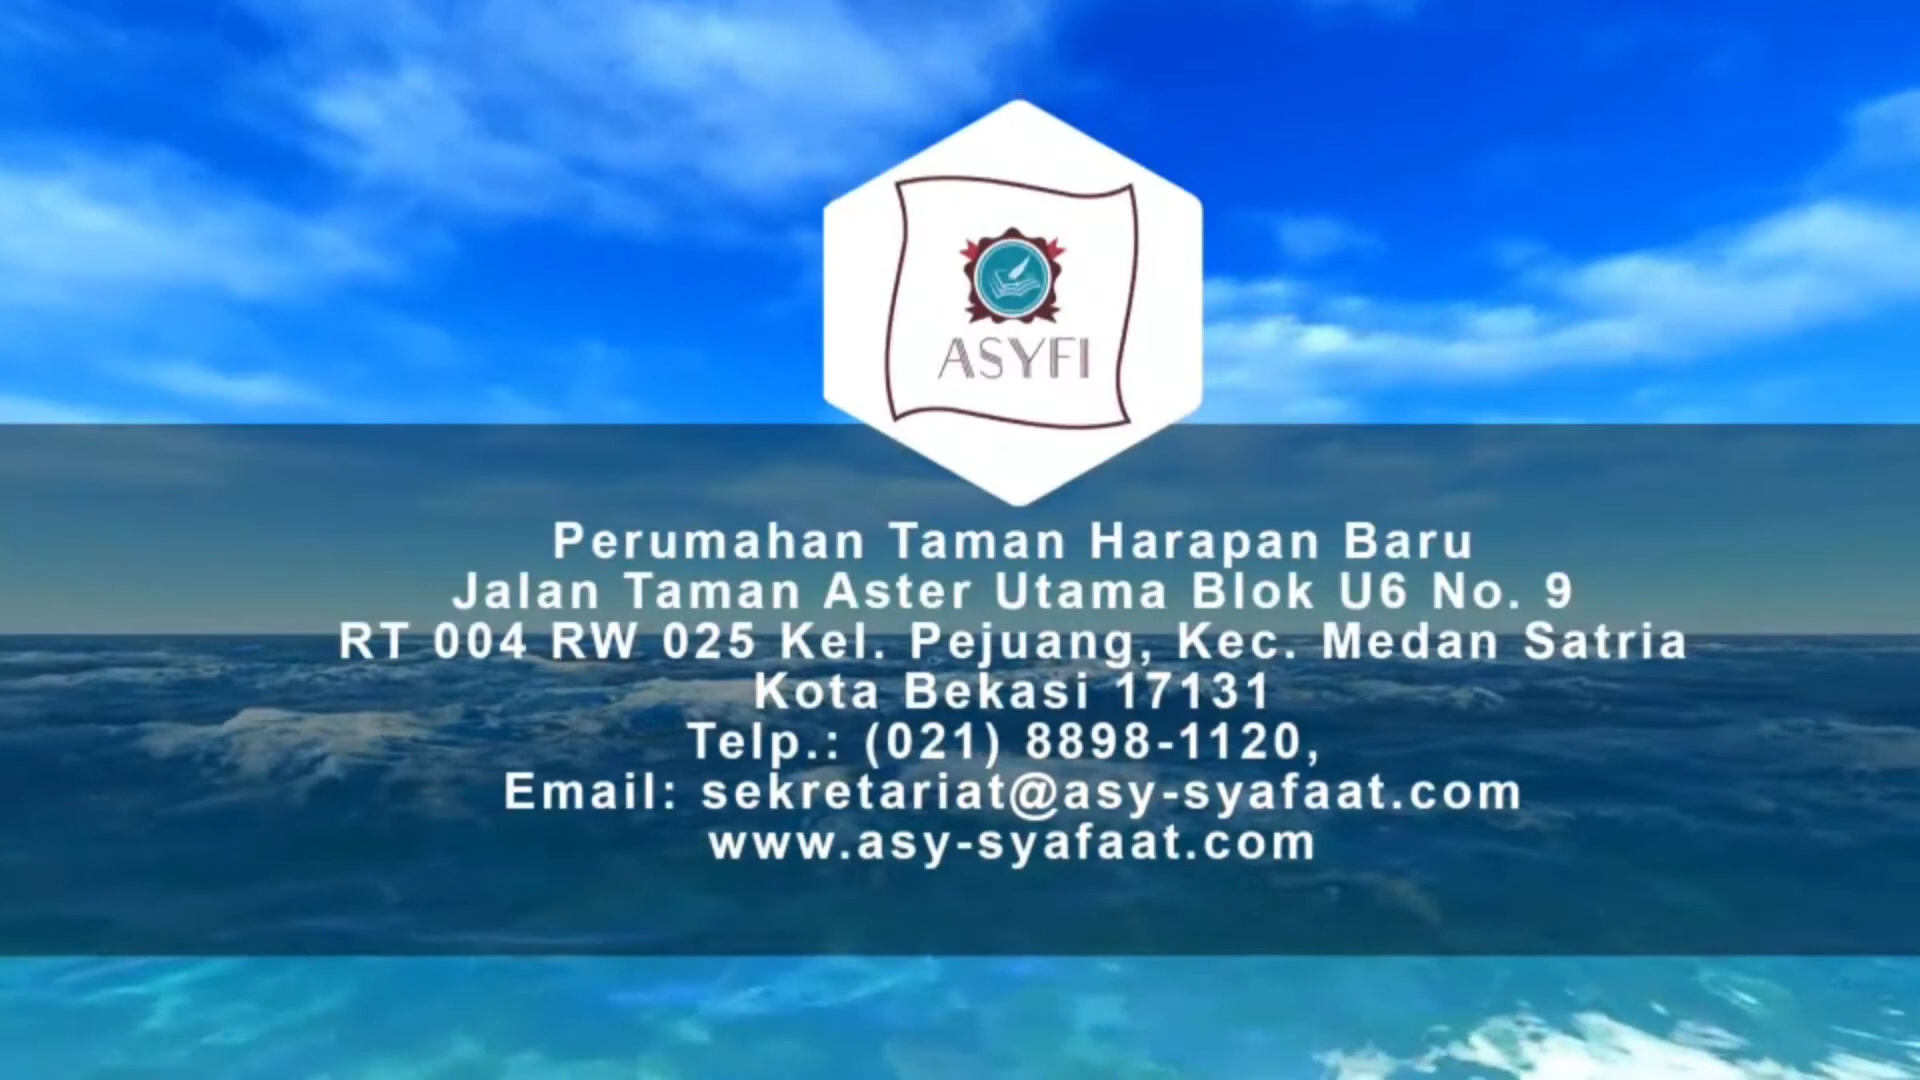 ASYFI
Perumahan Taman Harapan Baru
Jalan Taman Aster Utama Blok U6 No. 9
RT 004 RW 025 Kel. Pejuang, Kec. Medan Satria
Kota Bekasi 17131
Telp.: (021) 8898-1120,
Email: sekretariat@asy-syafaat.com
www.asy-syafaat.com